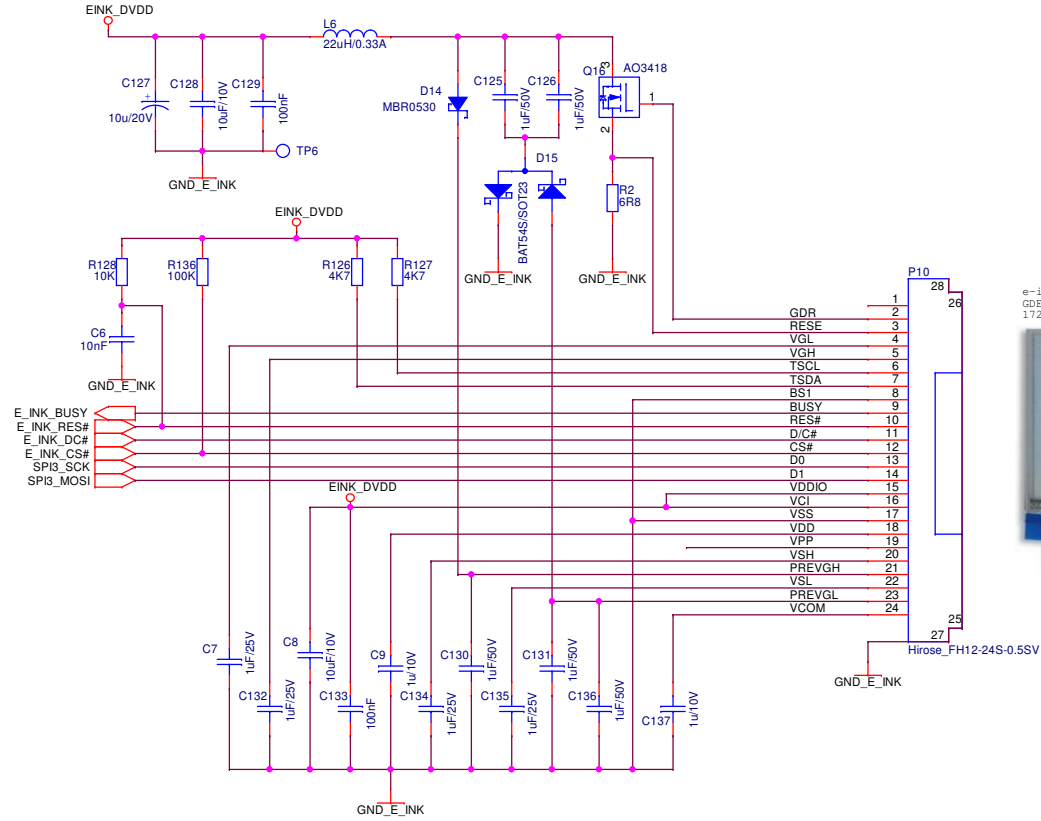 EINK_DVDD
L6
22uH/0.33A
C127
10u/20V
C128
10uF/10V
C129
100nF
TP6
GND_E_INK
D14
MBR0530
C125
1uF/50V
C126
1uF/50V
D15
BAT54S/SOT23
GND_E_INK
Q16
AO3418
3
1
2
R2
6R8
GND_E_INK
EINK_DVDD
R128
10K
R136
100K
R126
4K7
R127
4K7
C6
10nF
GND_E_INK
E_INK_BUSY
E_INK_RES#
E_INK_DC#
E_INK_CS#
SPI3_SCK
SPI3_MOSI
EINK_DVDD
P10
28
26
1
GDR 2
RESE 3
VGL 4
VGH 5
TSCL 6
TSDA 7
BS1 8
BUSY 9
RES# 10
D/C# 11
CS# 12
D0 13
D1 14
VDDIO 15
VCI 16
VSS 17
VDD 18
VPP 19
VSH 20
PREVGH 21
VSL 22
PREVGL 23
VCOM 24
25
27
Hirose_FH12-24S-0.5SV
GND_E_INK
e-i
GDE
172
C7
1uF/25V
C132
1uF/25V
C8
10uF/10V
C133
100nF
C9
1u/10V
C134
1uF/25V
C130
1uF/50V
C135
1uF/25V
C131
1uF/50V
C136
1uF/50V
C137
1u/10V
GND_E_INK